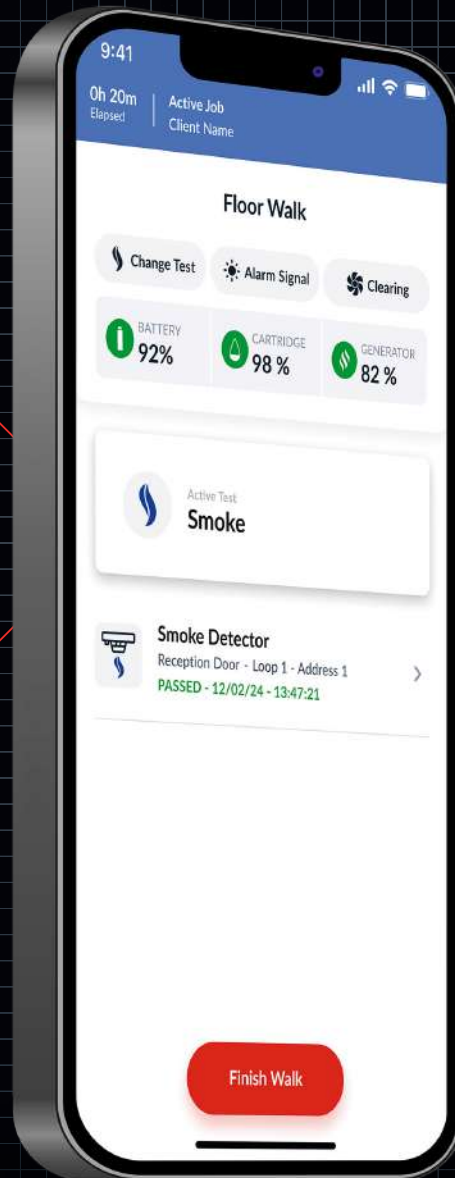 9:41
0h 20m
Elapsed
Active Job
Client Name
Floor Walk
Change Test
Alarm Signal
Clearing
BATTERY
92%
CARTRIDGE
98 %
GENERATOR
82 %
Active Test
Smoke
Smoke Detector
Reception Door - Loop 1 - Address 1
PASSED - 12/02/24 - 13:47:21
Finish Walk